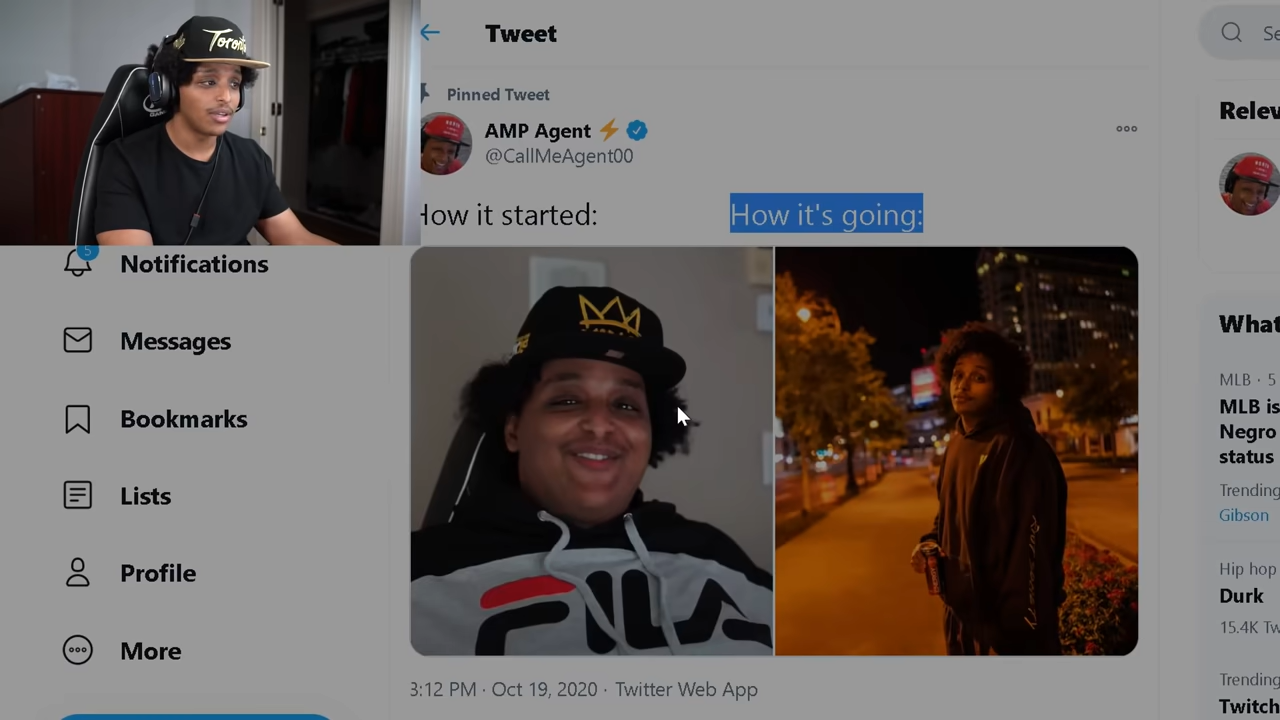 Toronto
Tweet
Se
Pinned Tweet
AMP Agent
@CallMeAgent00
Relev
How it started: How it's going:
5
Notifications
Messages
Bookmarks
Lists
Profile
More
FILA
What
MLB · 5
MLB is
Negro
status
Trending
Gibson
Hip hop
Durk
15.4K Tw
Trending
Twitch
3:12 PM · Oct 19, 2020 · Twitter Web App